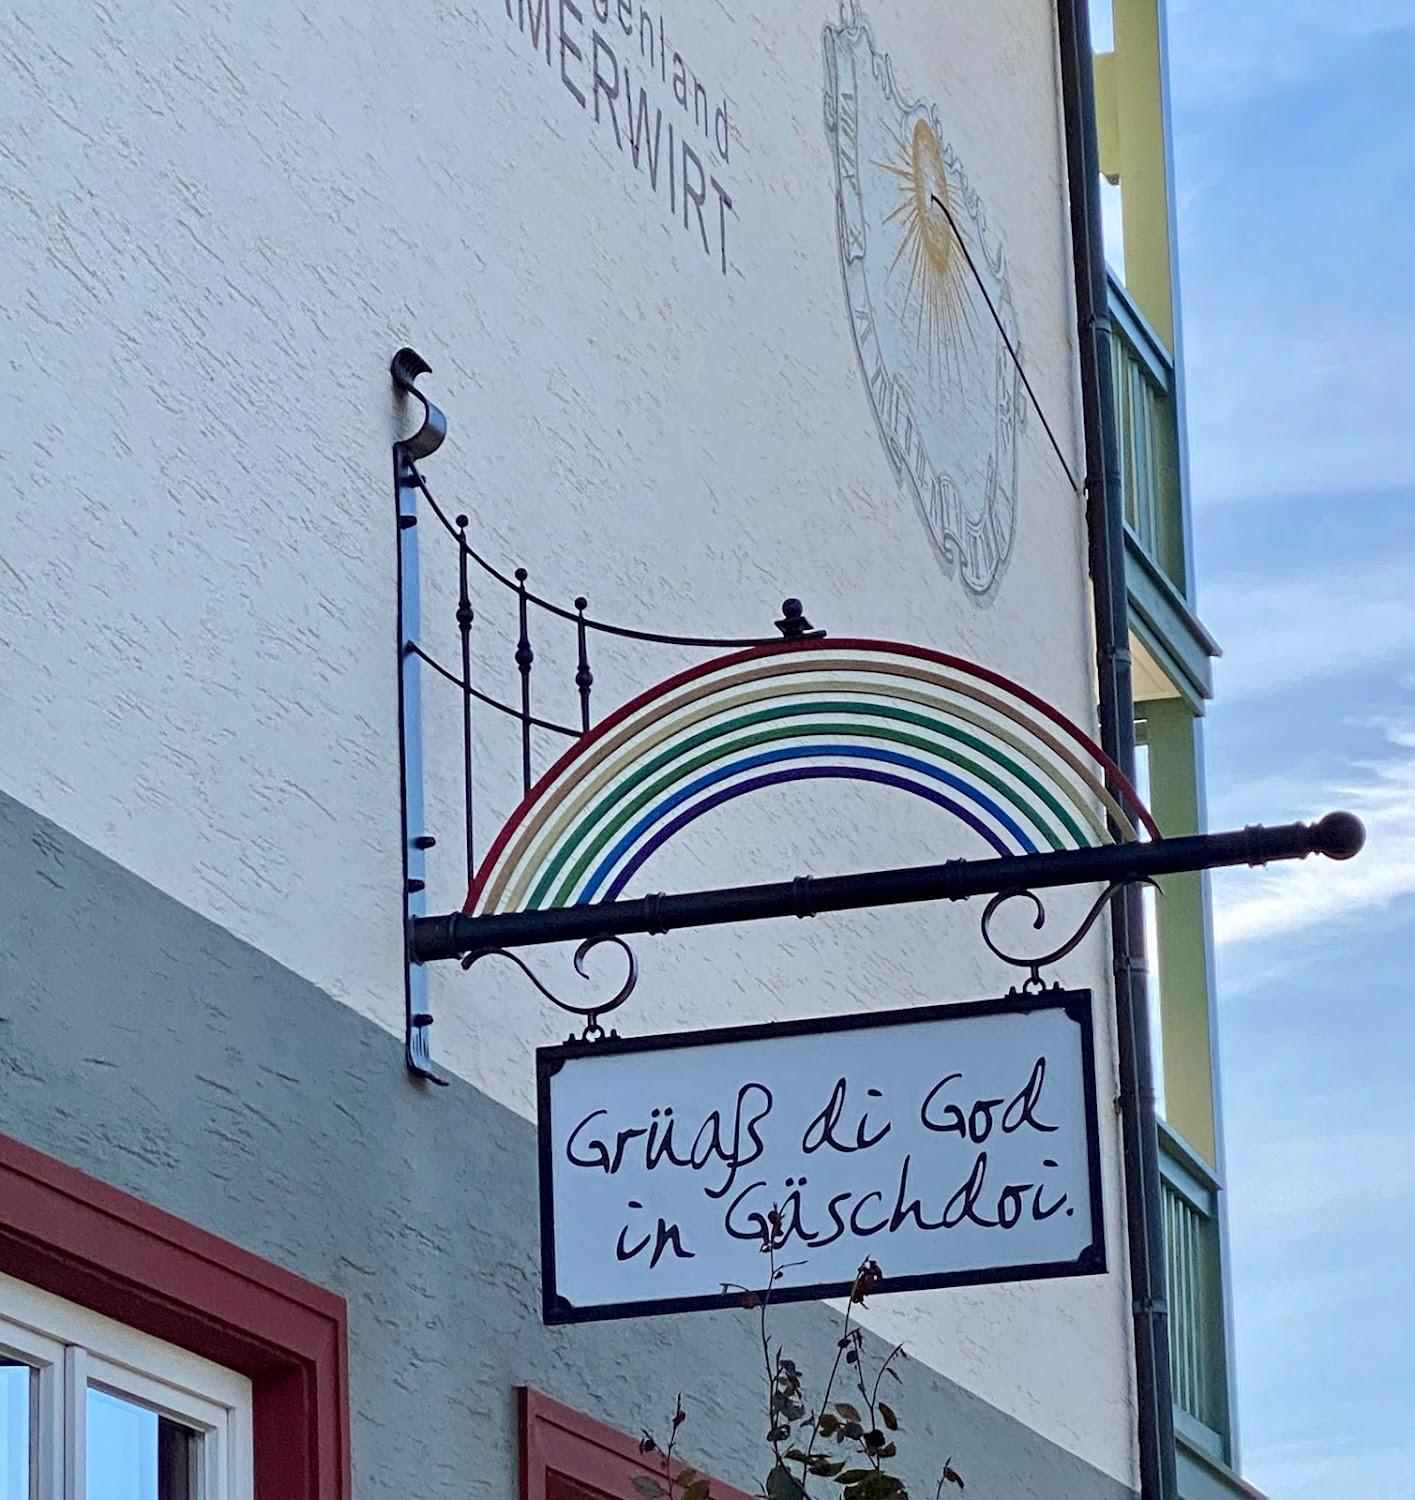 genland
MERWIRT
Grüaß di God
in Gäschdoi.